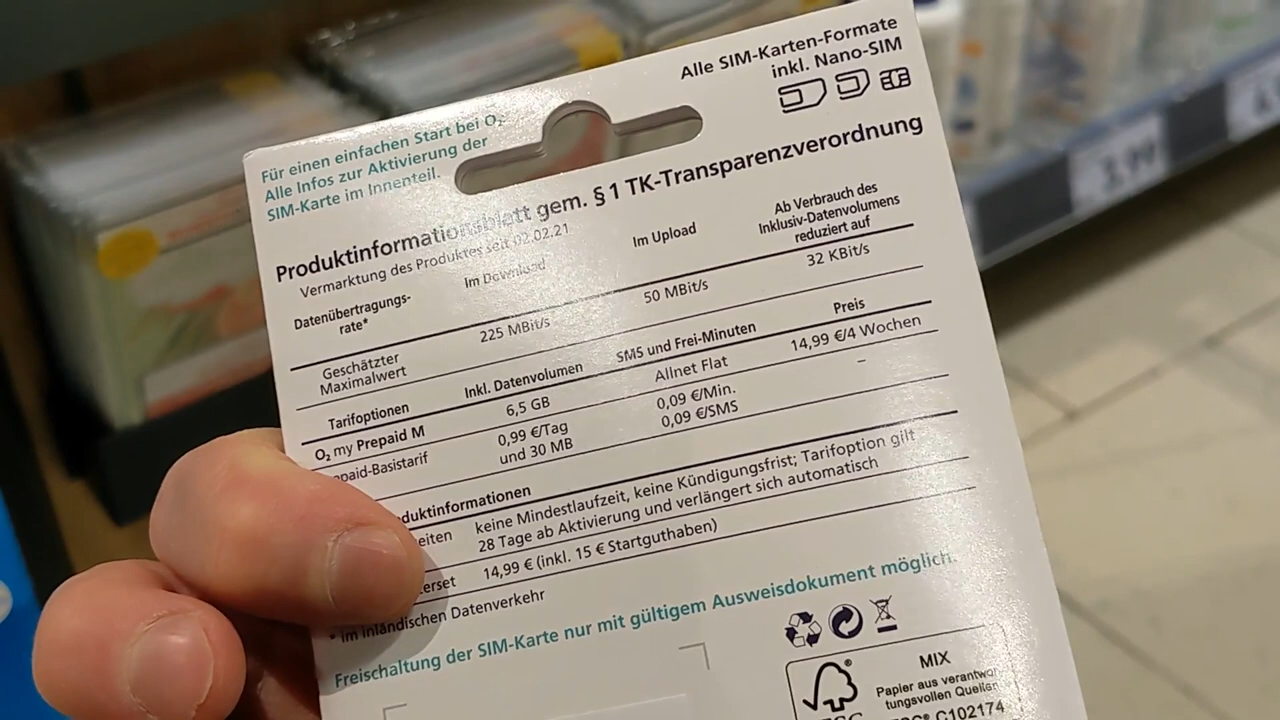 Alle SIM-Karten-Formate
inkl. Nano-SIM
Für einen einfachen Start bei O₂
Alle Infos zur Aktivierung der
SIM-Karte im Innenteil.
Produktinformationsblatt gem. § 1 TK-Transparenzverordnung
Vermarktung des Produktes seit 02.02.21
Datenübertragungs-
rate*
Im Download
Im Upload
Ab Verbrauch des
Inklusiv-Datenvolumens
reduziert auf
Geschätzter
Maximalwert
225 MBit/s
50 MBit/s
32 KBit/s
Tarifoptionen
Inkl. Datenvolumen
SMS und Frei-Minuten
Preis
O₂ my Prepaid M
6,5 GB
Allnet Flat
14,99 €/4 Wochen
paid-Basistarif
0,99 €/Tag
und 30 MB
0,09 €/Min.
0,09 €/SMS
–
duktinformationen
eiten
keine Mindestlaufzeit, keine Kündigungsfrist; Tarifoption gilt
28 Tage ab Aktivierung und verlängert sich automatisch
erset
14,99 € (inkl. 15 € Startguthaben)
* im inländischen Datenverkehr
Freischaltung der SIM-Karte nur mit gültigem Ausweisdokument möglich.
MIX
Papier aus verantwor
tungsvollen Quellen
FSC® C102174
3,99